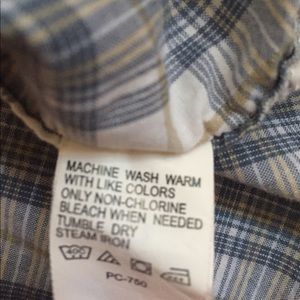 MACHINE WASH WARM
WITH LIKE COLORS
ONLY NON-CHLORINE
BLEACH WHEN NEEDED
TUMBLE DRY
STEAM IRON
PC-750